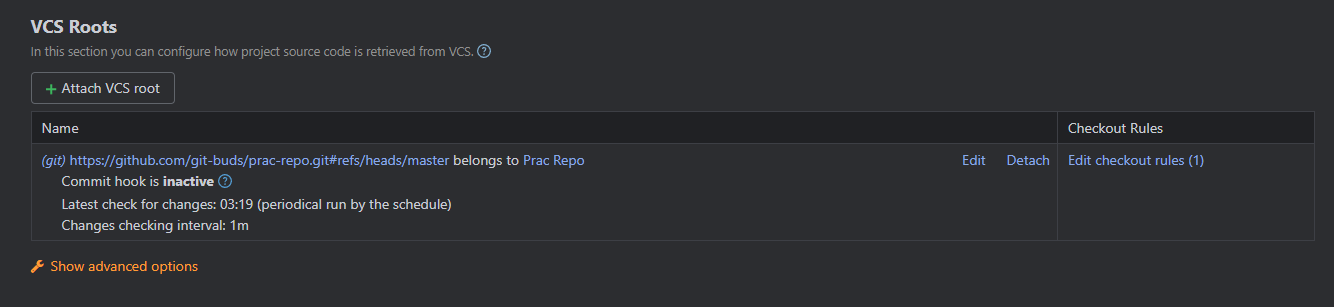 VCS Roots
In this section you can configure how project source code is retrieved from VCS. ?
+ Attach VCS root
Name Checkout Rules
(git) https://github.com/git-buds/prac-repo.git#refs/heads/master belongs to Prac Repo Edit Detach Edit checkout rules (1)
Commit hook is inactive ?
Latest check for changes: 03:19 (periodical run by the schedule)
Changes checking interval: 1m
Show advanced options